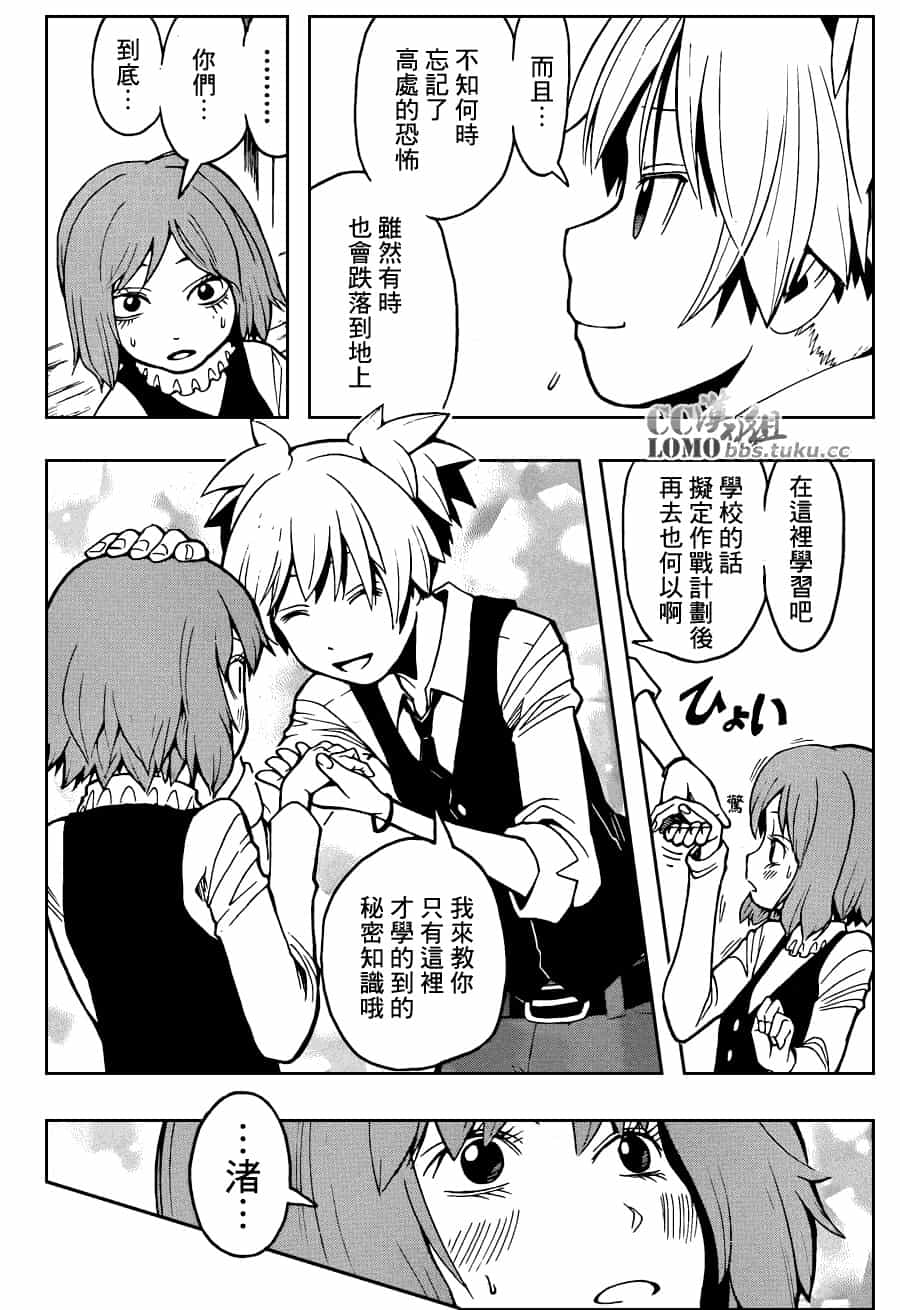 而且…
不知何時
忘記了
高處的恐怖
雖然有時
也會跌落到地上
………
你們…
到底…
CC漢化組
LOMO bbs.tuku.cc
在這裡學習吧
學校的話
擬定作戰計劃後
再去也何以啊
ひょい
驚
我來教你
只有這裡
才學的到的
秘密知識哦
…渚…